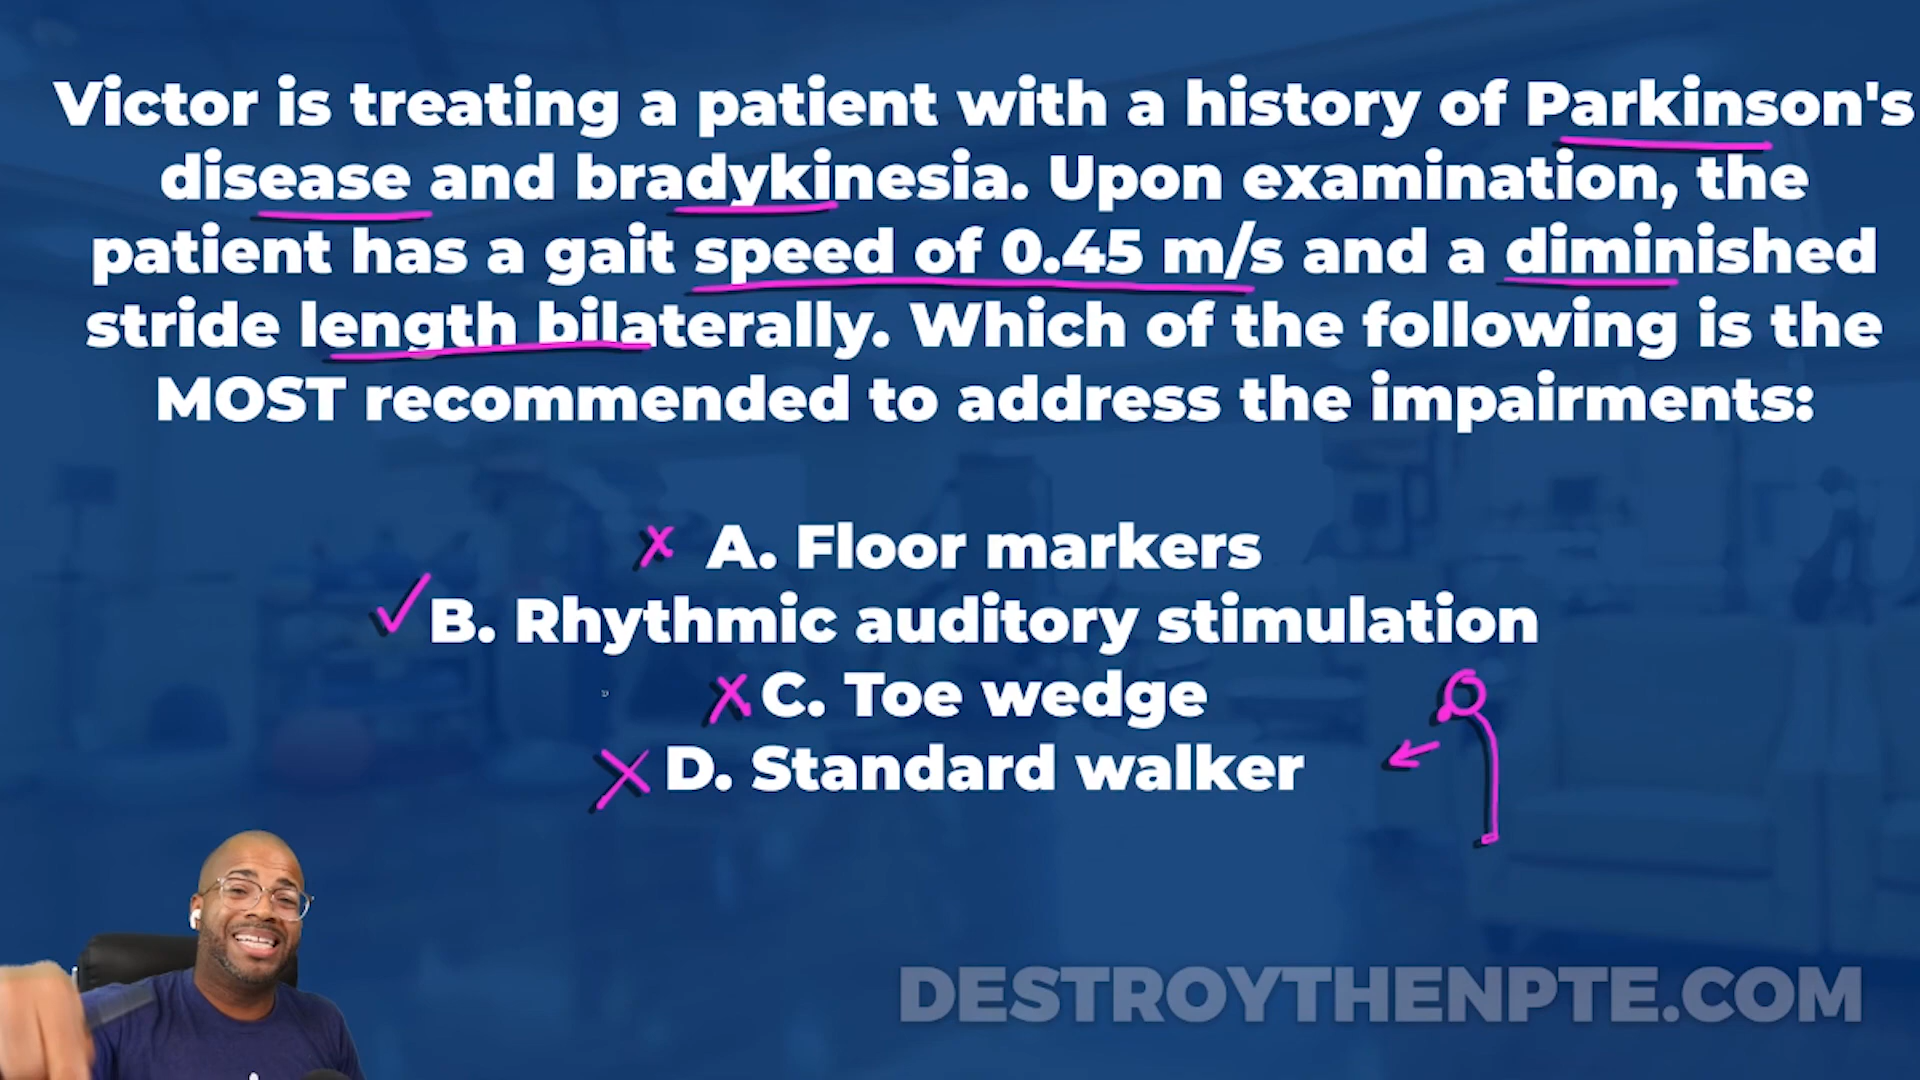 Victor is treating a patient with a history of Parkinson's
disease and bradykinesia. Upon examination, the
patient has a gait speed of 0.45 m/s and a diminished
stride length bilaterally. Which of the following is the
MOST recommended to address the impairments:
A. Floor markers
B. Rhythmic auditory stimulation
C. Toe wedge
D. Standard walker
DESTROYTHENPTE.COM